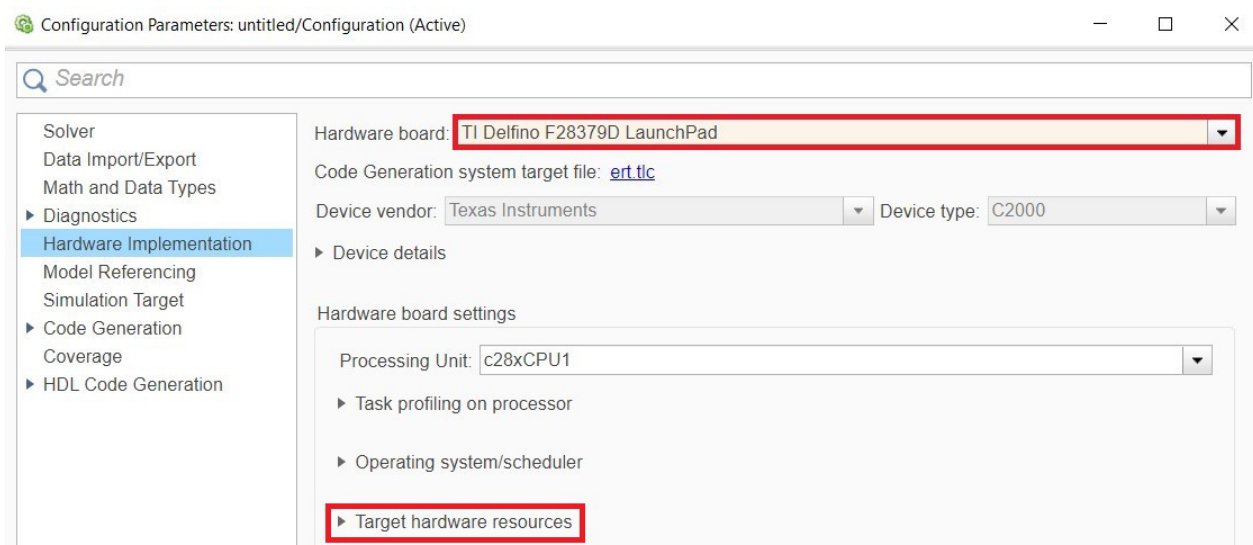 Configuration Parameters: untitled/Configuration (Active)
Search
Solver
Data Import/Export
Math and Data Types
Diagnostics
Hardware Implementation
Model Referencing
Simulation Target
Code Generation
Coverage
HDL Code Generation
Hardware board: TI Delfino F28379D LaunchPad
Code Generation system target file: ert.tlc
Device vendor: Texas Instruments Device type: C2000
Device details
Hardware board settings
Processing Unit: c28xCPU1
Task profiling on processor
Operating system/scheduler
Target hardware resources